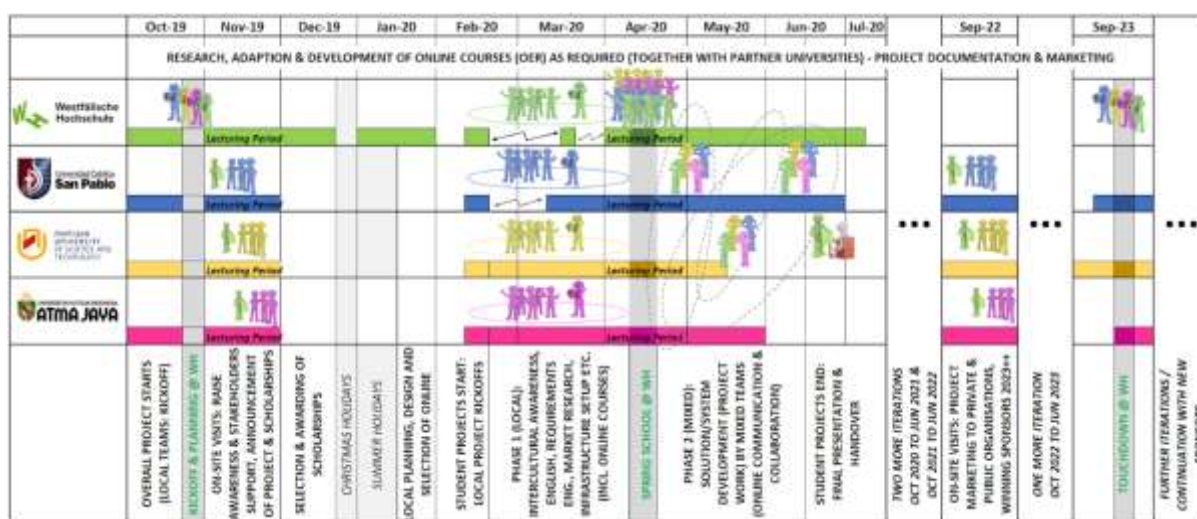 Oct-19 Nov-19 Dec-19 Jan-20 Feb-20 Mar-20 Apr-20 May-20 Jun-20 Jul-20 Sep-22 Sep-23
RESEARCH, ADAPTION & DEVELOPMENT OF ONLINE COURSES (OER) AS REQUIRED (TOGETHER WITH PARTNER UNIVERSITIES) - PROJECT DOCUMENTATION & MARKETING
Westfälische
Hochschule
Lecturing Period
Lecturing Period
Universidad Católica
San Pablo
Lecturing Period
Lecturing Period
UNIVERSITY
OF SCIENCE AND
TECHNOLOGY
Lecturing Period
Lecturing Period
ATMA JAYA
Lecturing Period
Lecturing Period
OVERALL PROJECT STARTS
(LOCAL TEAMS: KICKOFF)
KICKOFF & PLANNING @ WH
ON-SITE VISITS: RAISE
AWARENESS & STAKEHOLDERS
SUPPORT, ANNOUNCEMENT
OF PROJECT & SCHOLARSHIPS
SELECTION & AWARDING OF
SCHOLARSHIPS
CHRISTMAS HOLIDAYS
SUMMER HOLIDAYS
LOCAL PLANNING, DESIGN AND
SELECTION OF ONLINE
STUDENT PROJECTS START:
LOCAL PROJECT KICKOFFS
PHASE 1 (LOCAL):
INTERCULTURAL AWARENESS,
ENGLISH, REQUIREMENTS
ENG., MARKET RESEARCH,
INFRASTRUCTURE SETUP ETC.
(INCL. ONLINE COURSES)
SPRING SCHOOL @ WH
PHASE 2 (MIXED):
SOLUTION/SYSTEM
DEVELOPMENT (PROJECT
WORK) BY MIXED TEAMS
(ONLINE COMMUNICATION &
COLLABORATION)
STUDENT PROJECTS END:
FINAL PRESENTATION &
HANDOVER
TWO MORE ITERATIONS
OCT 2020 TO JUN 2021 &
OCT 2021 TO JUN 2022
ON-SITE VISITS: PROJECT
MARKETING TO PRIVATE &
PUBLIC ORGANISATIONS,
WINNING SPONSORS 2023++
ONE MORE ITERATION
OCT 2022 TO JUN 2023
TOUCHDOWN @ WH
FURTHER ITERATIONS /
CONTINUATION WITH NEW